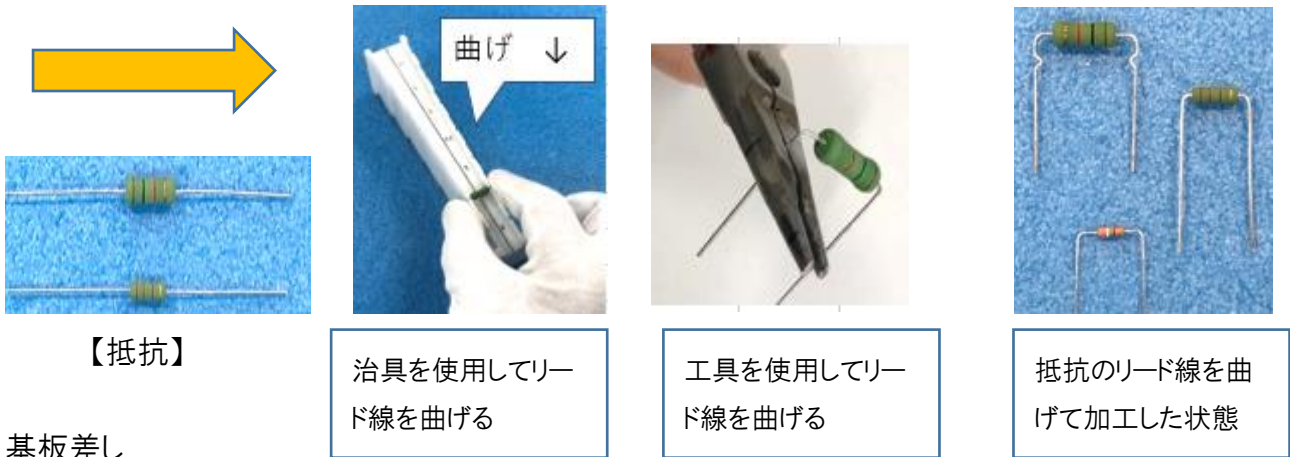 曲げ ↓
【抵抗】
治具を使用してリー
ド線を曲げる
工具を使用してリー
ド線を曲げる
抵抗のリード線を曲
げて加工した状態
基板差し